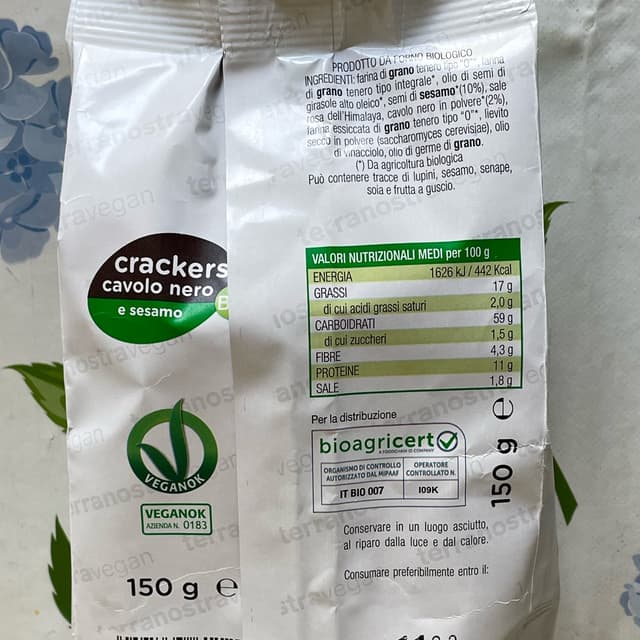 PRODOTTO DA FORNO BIOLOGICO
INGREDIENTI: farina di grano tenero tipo "0"*, farina
di grano tenero tipo integrale*, olio di semi di
girasole alto oleico*, semi di sesamo*(10%), sale
rosa dell'Himalaya, cavolo nero in polvere*(2%),
farina essiccata di grano tenero tipo "0"*, lievito
secco in polvere (saccharomyces cerevisiae), olio
di vinacciolo, olio di germe di grano.
(*) Da agricoltura biologica
Può contenere tracce di lupini, sesamo, senape,
soia e frutta a guscio.
crackers
cavolo nero
e sesamo
VALORI NUTRIZIONALI MEDI per 100 g
ENERGIA 1626 kJ / 442 Kcal
GRASSI 17 g
di cui acidi grassi saturi 2,0 g
CARBOIDRATI 59 g
di cui zuccheri 1,5 g
FIBRE 4,3 g
PROTEINE 11 g
SALE 1,8 g
Per la distribuzione
bioagricert
A FOODCHAIN ID COMPANY
ORGANISMO DI CONTROLLO
AUTORIZZATO DAL MIPAAF
OPERATORE
CONTROLLATO N.
IT BIO 007
I09K
150 g e
VEGANOK
VEGANOK
AZIENDA N. 0183
150 g e
Conservare in un luogo asciutto,
al riparo dalla luce e dal calore.
Consumare preferibilmente entro il:
terranostravegan